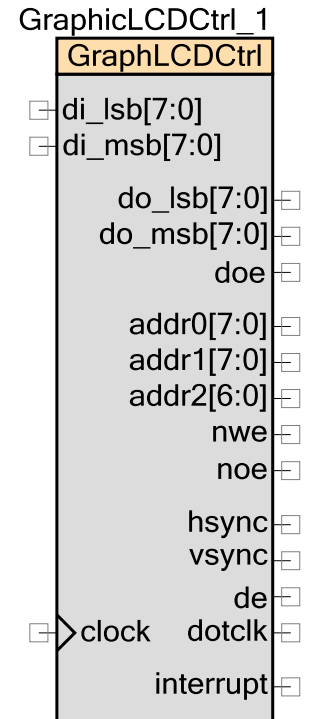 GraphicLCDCtrl_1
GraphLCDCtrl
di_lsb[7:0]
di_msb[7:0]
do_lsb[7:0]
do_msb[7:0]
doe
addr0[7:0]
addr1[7:0]
addr2[6:0]
nwe
noe
hsync
vsync
de
clock dotclk
interrupt